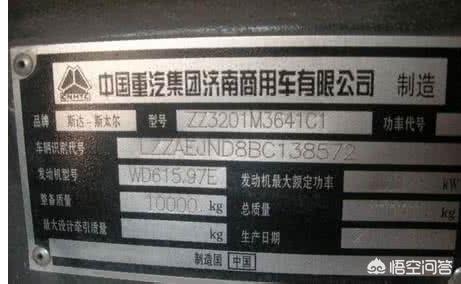 CNHTC
中国重汽集团济南商用车有限公司 制造
品牌 斯达-斯太尔 型号 ZZ3201M3641C1 功率代号
车辆识别代号 LZZAEJND8BC138572
发动机型号 WD615.97E 发动机最大额定功率 kW
整备质量 10000 kg 总质量 kg
最大设计牵引质量 kg 生产日期
制造国 中国
悟空问答